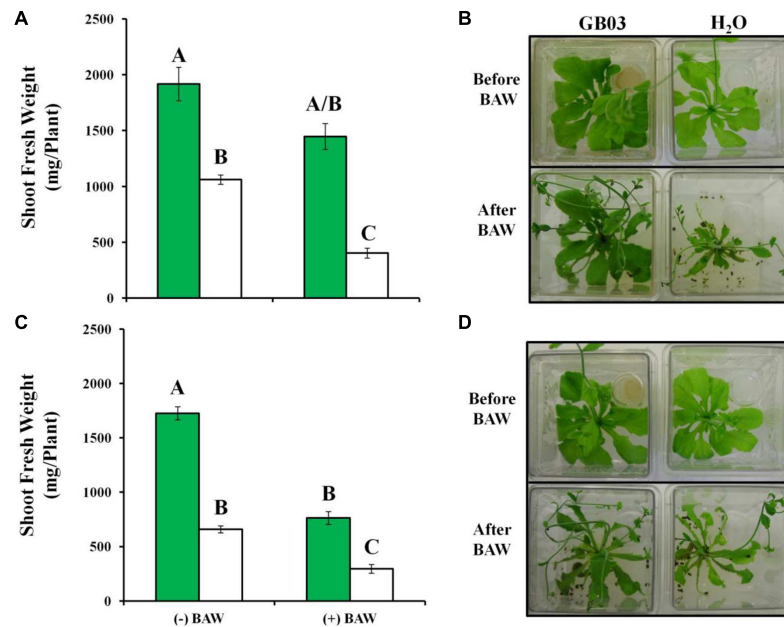 A
Shoot Fresh Weight
(mg/Plant)
2500
2000
1500
1000
500
0
A
B
A/B
C
B
GB03
H₂O
Before
BAW
After
BAW
C
Shoot Fresh Weight
(mg/Plant)
2500
2000
1500
1000
500
0
A
B
B
C
(-) BAW
(+) BAW
D
Before
BAW
After
BAW